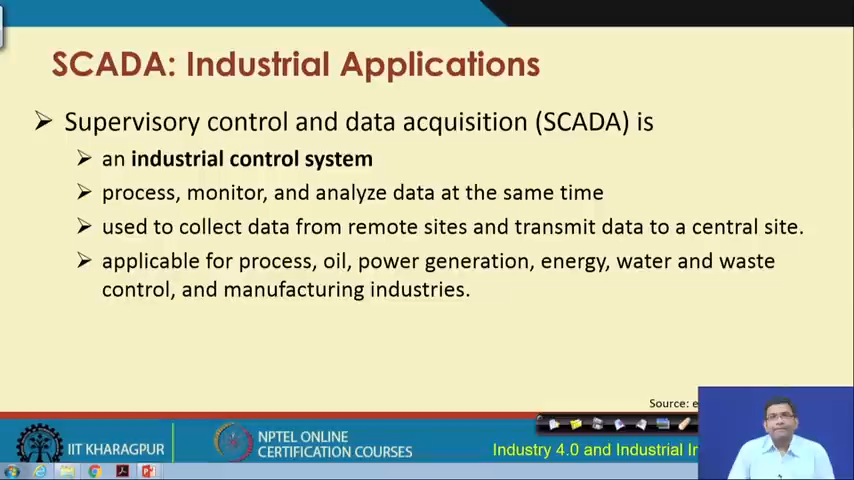 SCADA: Industrial Applications
Supervisory control and data acquisition (SCADA) is
an industrial control system
process, monitor, and analyze data at the same time
used to collect data from remote sites and transmit data to a central site.
applicable for process, oil, power generation, energy, water and waste
control, and manufacturing industries.
Source: e
IIT KHARAGPUR
NPTEL ONLINE
CERTIFICATION COURSES
Industry 4.0 and Industrial In